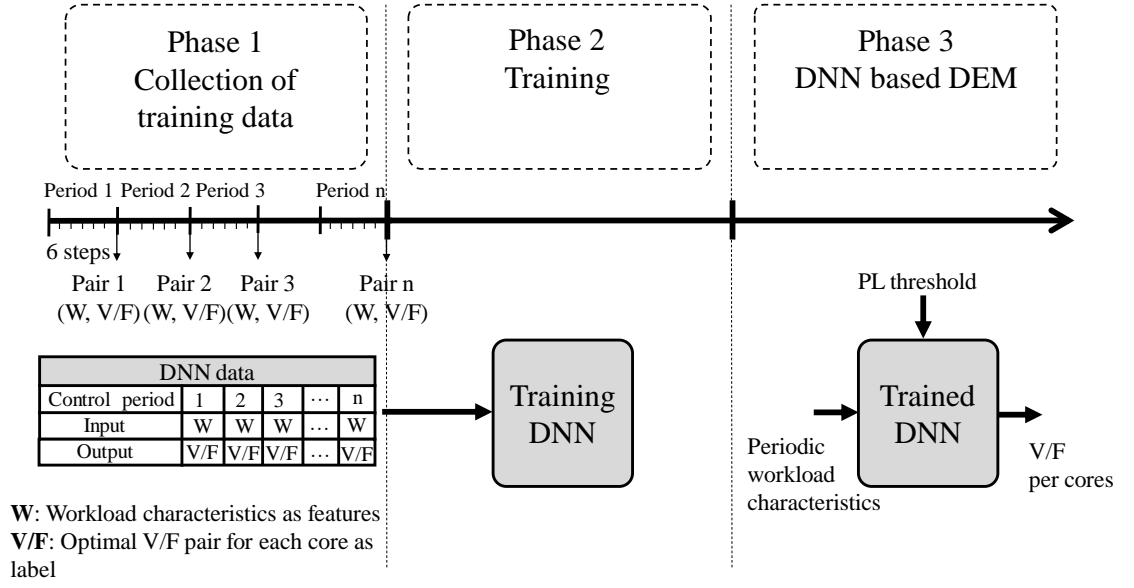 Phase 1
Collection of
training data
Phase 2
Training
Phase 3
DNN based DEM
Period 1 Period 2 Period 3 Period n
6 steps
Pair 1 Pair 2 Pair 3 Pair n
(W, V/F) (W, V/F) (W, V/F) (W, V/F)
DNN data
Control period 1 2 3 … n
Input W W W … W
Output V/F V/F V/F … V/F
W: Workload characteristics as features
V/F: Optimal V/F pair for each core as
label
Training
DNN
PL threshold
Trained
DNN
Periodic
workload
characteristics
V/F
per cores